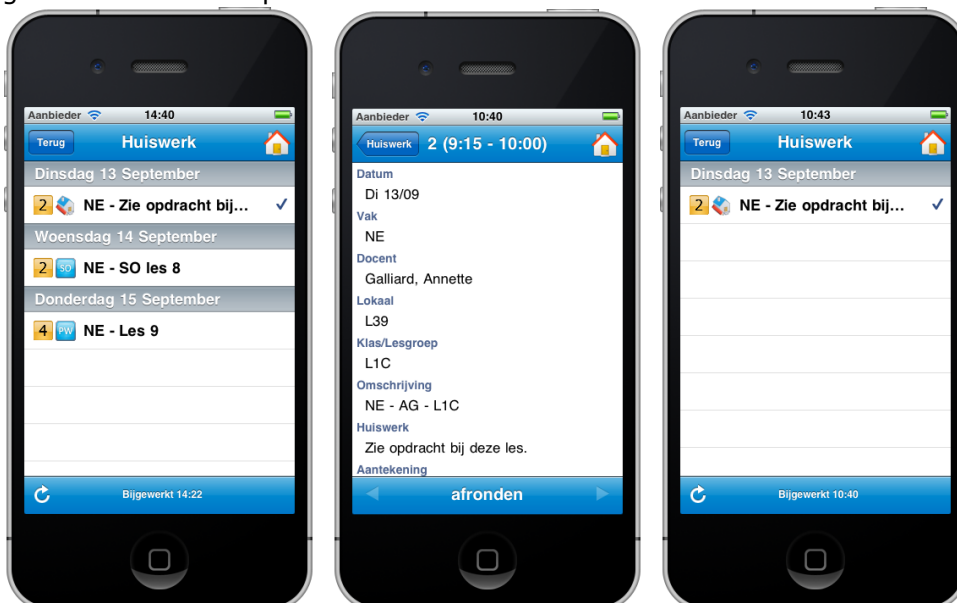 Aanbieder 14:40
Terug Huiswerk
Dinsdag 13 September
2 NE - Zie opdracht bij...
Woensdag 14 September
2 SO NE - SO les 8
Donderdag 15 September
4 PW NE - Les 9
Bijgewerkt 14:22
Aanbieder 10:40
Huiswerk 2 (9:15 - 10:00)
Datum
Di 13/09
Vak
NE
Docent
Galliard, Annette
Lokaal
L39
Klas/Lesgroep
L1C
Omschrijving
NE - AG - L1C
Huiswerk
Zie opdracht bij deze les.
Aantekening
afronden
Aanbieder 10:43
Terug Huiswerk
Dinsdag 13 September
2 NE - Zie opdracht bij...
Bijgewerkt 10:40